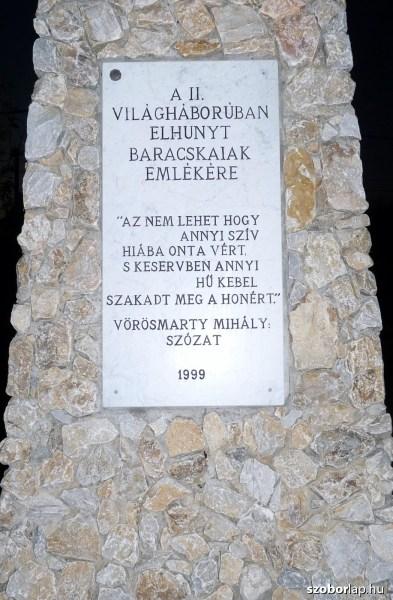 A II.
VILÁGHÁBORÚBAN
ELHUNYT
BARACSKAIAK
EMLÉKÉRE
"AZ NEM LEHET HOGY
ANNYI SZÍV
HIÁBA ONTA VÉRT,
S KESERVBEN ANNYI
HŰ KEBEL
SZAKADT MEG A HONÉRT."
VÖRÖSMARTY MIHÁLY:
SZÓZAT
1999
szoborlap.hu